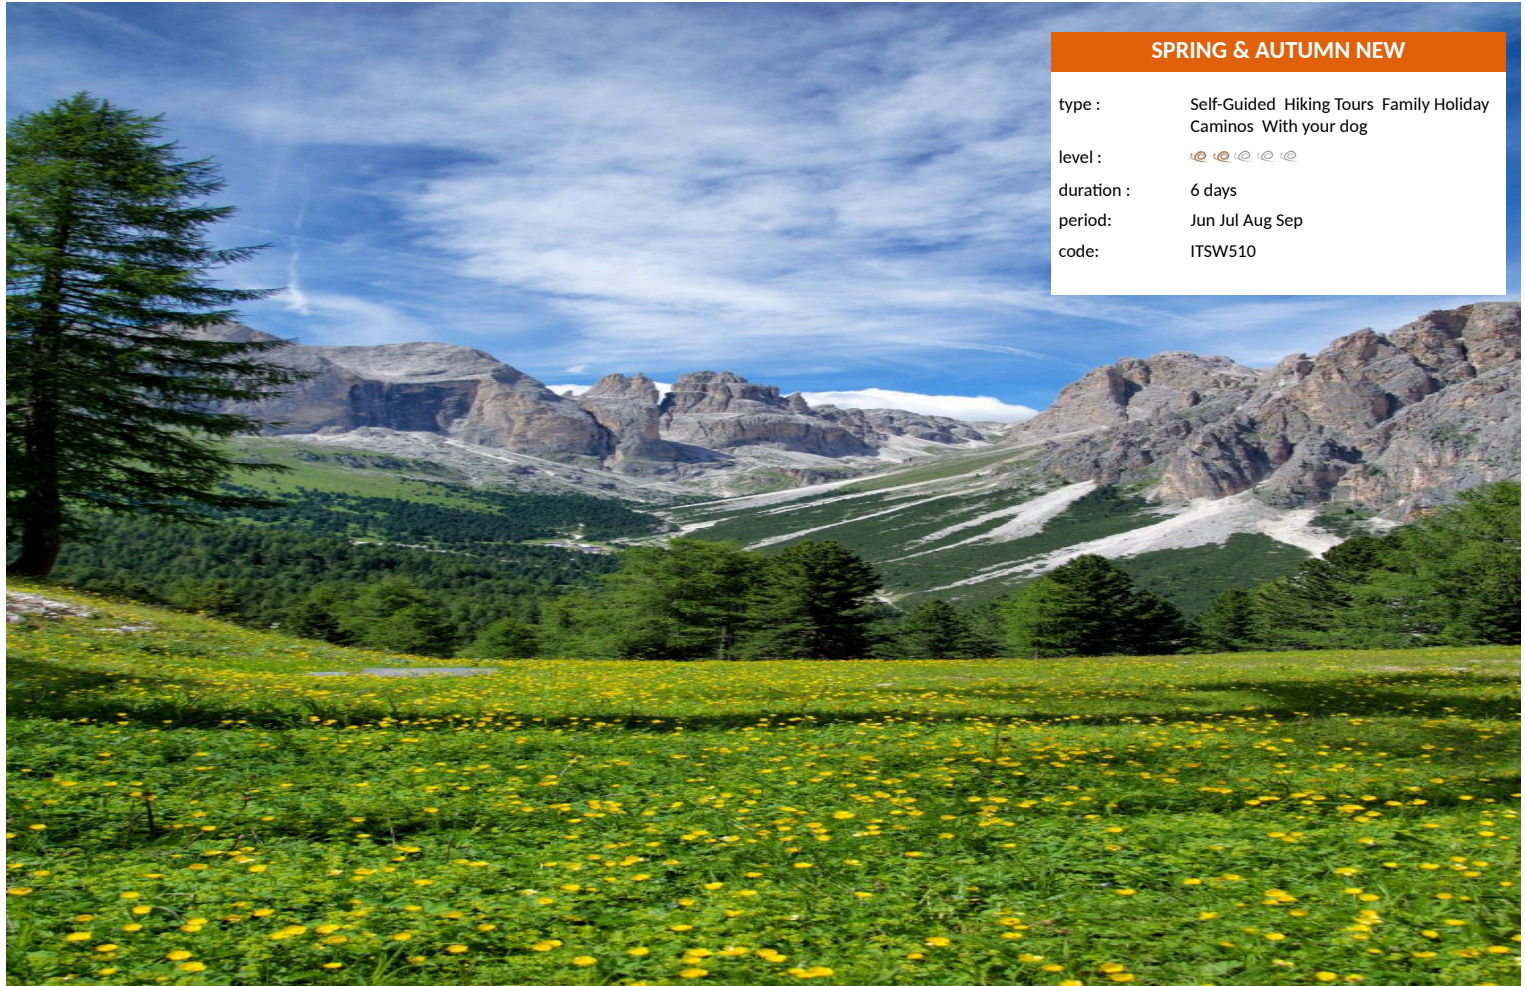 SPRING & AUTUMN NEW
type : Self-Guided Hiking Tours Family Holiday
Caminos With your dog
level :
duration : 6 days
period: Jun Jul Aug Sep
code: ITSW510